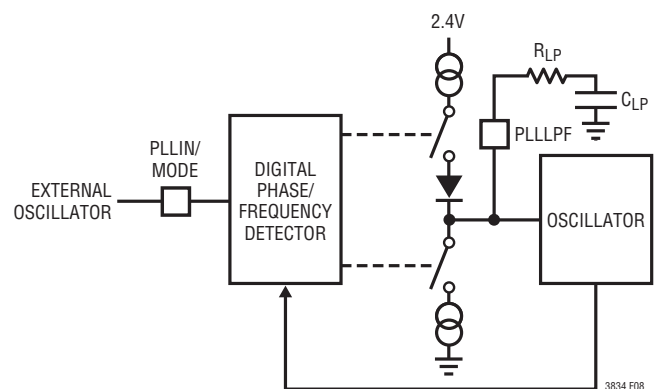 2.4V
RLP
CLP
PLLLPF
PLLIN/
MODE
EXTERNAL
OSCILLATOR
DIGITAL
PHASE/
FREQUENCY
DETECTOR
OSCILLATOR
3834 F08